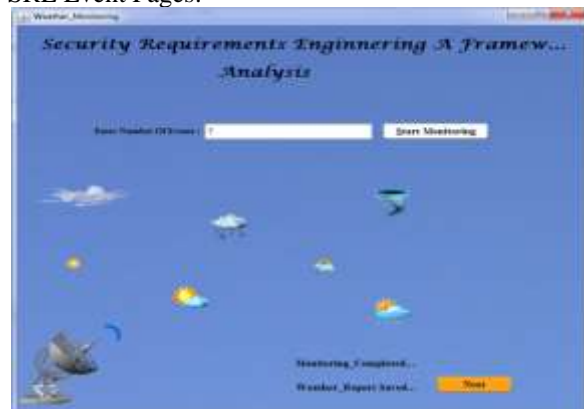 SRE Event Pages:
Weather_Monitoring
Security Requirements Enginnering A Framew...
Analysis
Enter Number Of Events :
Start Monitoring
Monitoring_Completed...
Weather_Report Saved...
Next